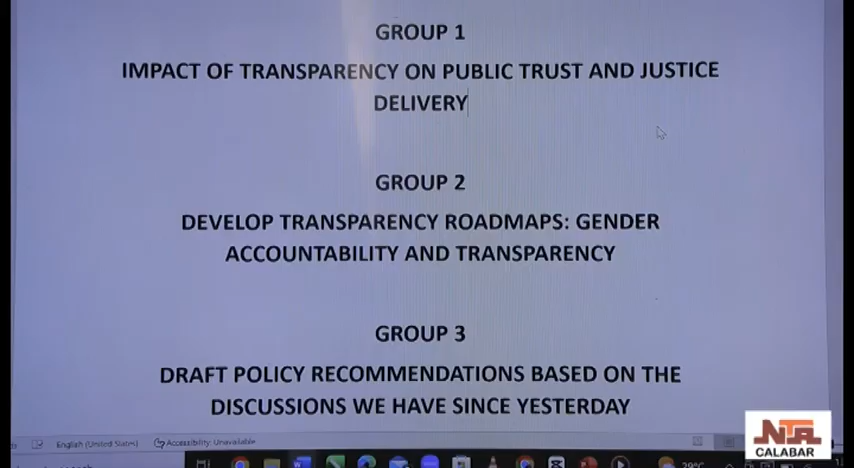 GROUP 1
IMPACT OF TRANSPARENCY ON PUBLIC TRUST AND JUSTICE
DELIVERY
GROUP 2
DEVELOP TRANSPARENCY ROADMAPS: GENDER
ACCOUNTABILITY AND TRANSPARENCY
GROUP 3
DRAFT POLICY RECOMMENDATIONS BASED ON THE
DISCUSSIONS WE HAVE SINCE YESTERDAY
English (United States) Accessibility: Unavailable
29°C
NTA
CALABAR